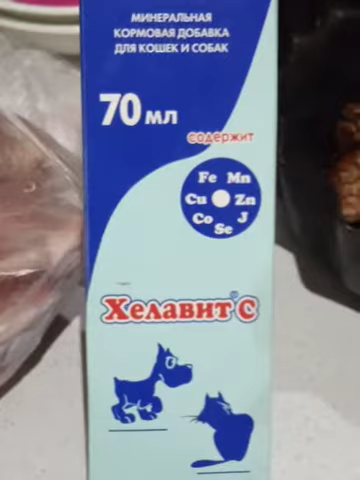 МИНЕРАЛЬНАЯ
КОРМОВАЯ ДОБАВКА
ДЛЯ КОШЕК И СОБАК
70 мл
содержит
Fe Mn
Cu Zn
Co J
Se
Хелавит® С